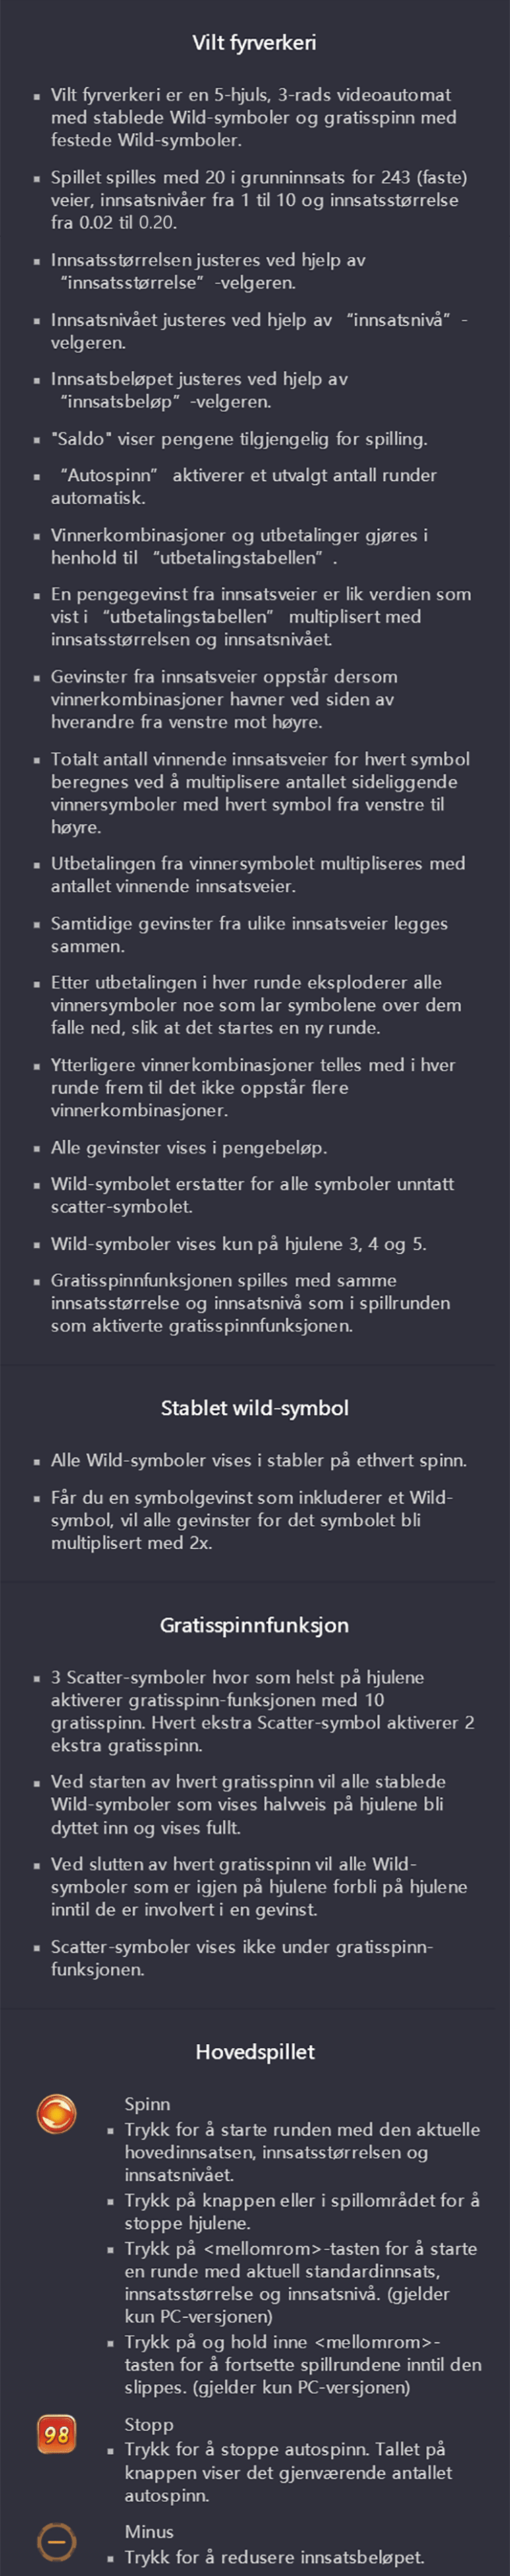 Vilt fyrverkeri
▪ Vilt fyrverkeri er en 5-hjuls, 3-rads videoautomat
med stablede Wild-symboler og gratisspinn med
festede Wild-symboler.
▪ Spillet spilles med 20 i grunninnsats for 243 (faste)
veier, innsatsnivåer fra 1 til 10 og innsatsstørrelse
fra 0.02 til 0.20.
▪ Innsatsstørrelsen justeres ved hjelp av
“innsatsstørrelse” -velgeren.
▪ Innsatsnivået justeres ved hjelp av “innsatsnivå” -
velgeren.
▪ Innsatsbeløpet justeres ved hjelp av
“innsatsbeløp” -velgeren.
▪ "Saldo" viser pengene tilgjengelig for spilling.
▪ “Autospinn” aktiverer et utvalgt antall runder
automatisk.
▪ Vinnerkombinasjoner og utbetalinger gjøres i
henhold til “utbetalingstabellen” .
▪ En pengegevinst fra innsatsveier er lik verdien som
vist i “utbetalingstabellen” multiplisert med
innsatsstørrelsen og innsatsnivået.
▪ Gevinster fra innsatsveier oppstår dersom
vinnerkombinasjoner havner ved siden av
hverandre fra venstre mot høyre.
▪ Totalt antall vinnende innsatsveier for hvert symbol
beregnes ved å multiplisere antallet sideliggende
vinnersymboler med hvert symbol fra venstre til
høyre.
▪ Utbetalingen fra vinnersymbolet multipliseres med
antallet vinnende innsatsveier.
▪ Samtidige gevinster fra ulike innsatsveier legges
sammen.
▪ Etter utbetalingen i hver runde eksploderer alle
vinnersymboler noe som lar symbolene over dem
falle ned, slik at det startes en ny runde.
▪ Ytterligere vinnerkombinasjoner telles med i hver
runde frem til det ikke oppstår flere
vinnerkombinasjoner.
▪ Alle gevinster vises i pengebeløp.
▪ Wild-symbolet erstatter for alle symboler unntatt
scatter-symbolet.
▪ Wild-symboler vises kun på hjulene 3, 4 og 5.
▪ Gratisspinnfunksjonen spilles med samme
innsatsstørrelse og innsatsnivå som i spillrunden
som aktiverte gratisspinnfunksjonen.
Stablet wild-symbol
▪ Alle Wild-symboler vises i stabler på ethvert spinn.
▪ Får du en symbolgevinst som inkluderer et Wild-
symbol, vil alle gevinster for det symbolet bli
multiplisert med 2x.
Gratisspinnfunksjon
▪ 3 Scatter-symboler hvor som helst på hjulene
aktiverer gratisspinn-funksjonen med 10
gratisspinn. Hvert ekstra Scatter-symbol aktiverer 2
ekstra gratisspinn.
▪ Ved starten av hvert gratisspinn vil alle stablede
Wild-symboler som vises halvveis på hjulene bli
dyttet inn og vises fullt.
▪ Ved slutten av hvert gratisspinn vil alle Wild-
symboler som er igjen på hjulene forbli på hjulene
inntil de er involvert i en gevinst.
▪ Scatter-symboler vises ikke under gratisspinn-
funksjonen.
Hovedspillet
Spinn
▪ Trykk for å starte runden med den aktuelle
hovedinnsatsen, innsatsstørrelsen og
innsatsnivået.
▪ Trykk på knappen eller i spillområdet for å
stoppe hjulene.
▪ Trykk på <mellomrom>-tasten for å starte
en runde med aktuell standardinnsats,
innsatsstørrelse og innsatsnivå. (gjelder
kun PC-versjonen)
▪ Trykk på og hold inne <mellomrom>-
tasten for å fortsette spillrundene inntil den
slippes. (gjelder kun PC-versjonen)
98 Stopp
▪ Trykk for å stoppe autospinn. Tallet på
knappen viser det gjenværende antallet
autospinn.
Minus
▪ Trykk for å redusere innsatsbeløpet.